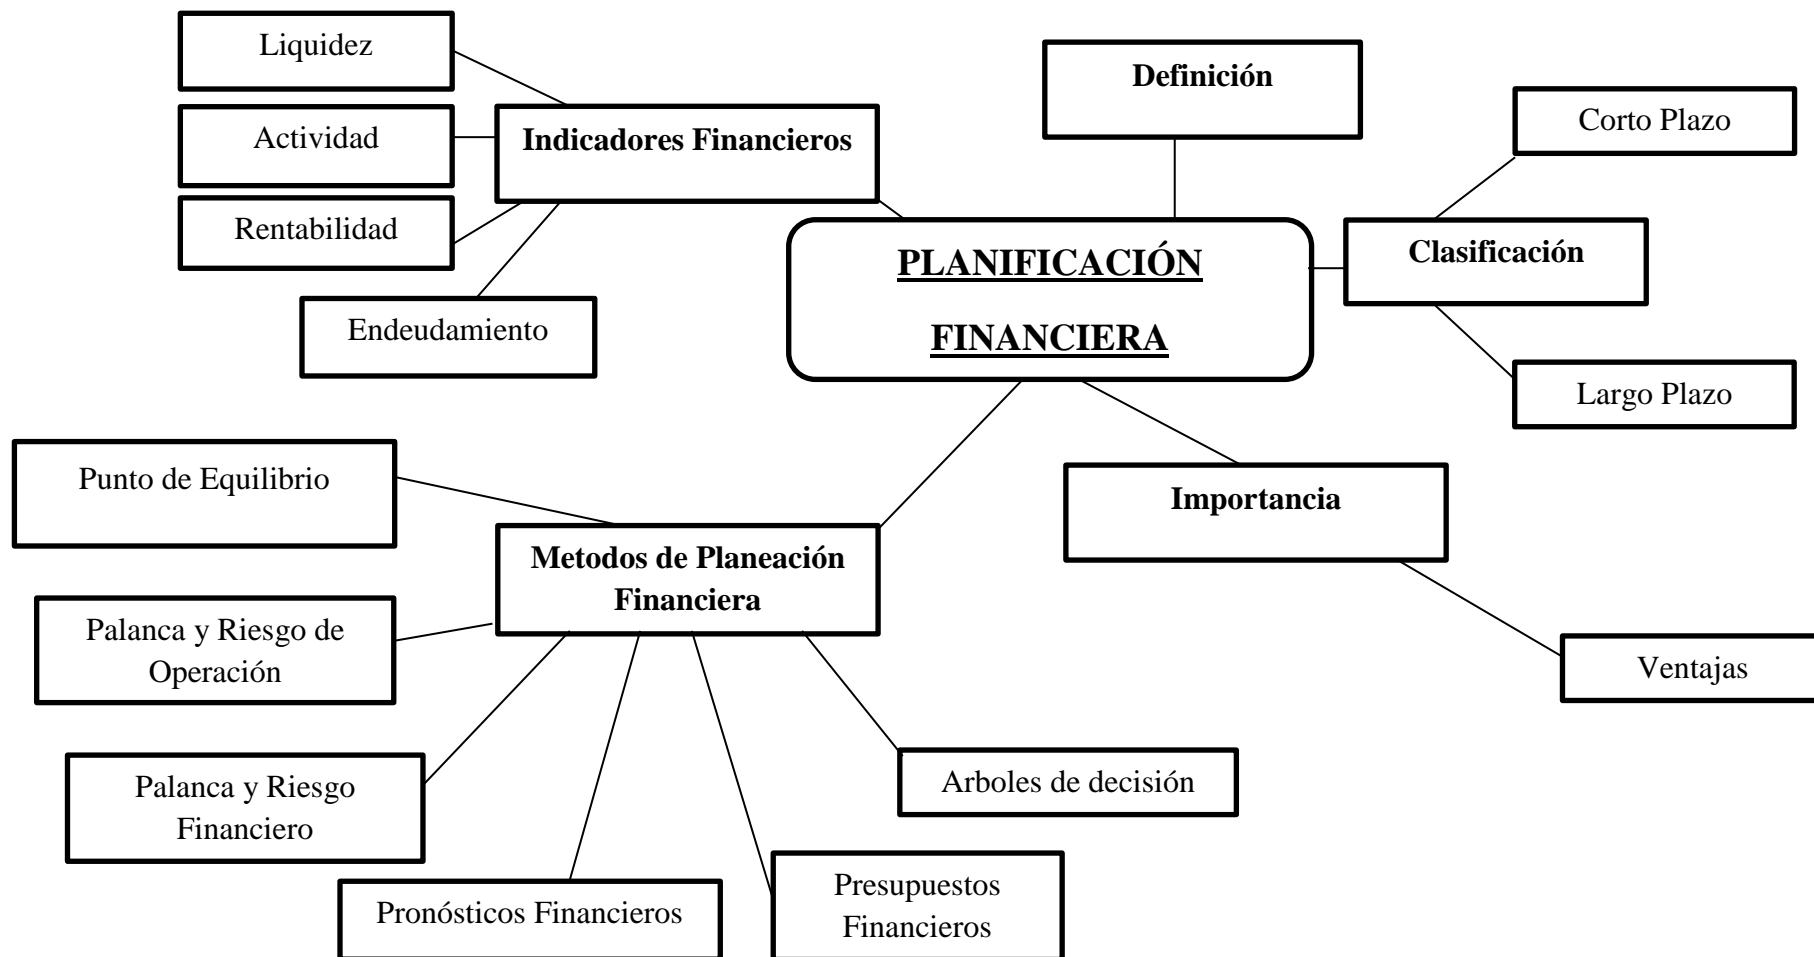 Liquidez
Definición
Corto Plazo
Actividad
Indicadores Financieros
Rentabilidad
Clasificación
PLANIFICACIÓN
FINANCIERA
Endeudamiento
Largo Plazo
Punto de Equilibrio
Importancia
Metodos de Planeación
Financiera
Palanca y Riesgo de
Operación
Ventajas
Palanca y Riesgo
Financiero
Arboles de decisión
Pronósticos Financieros
Presupuestos
Financieros